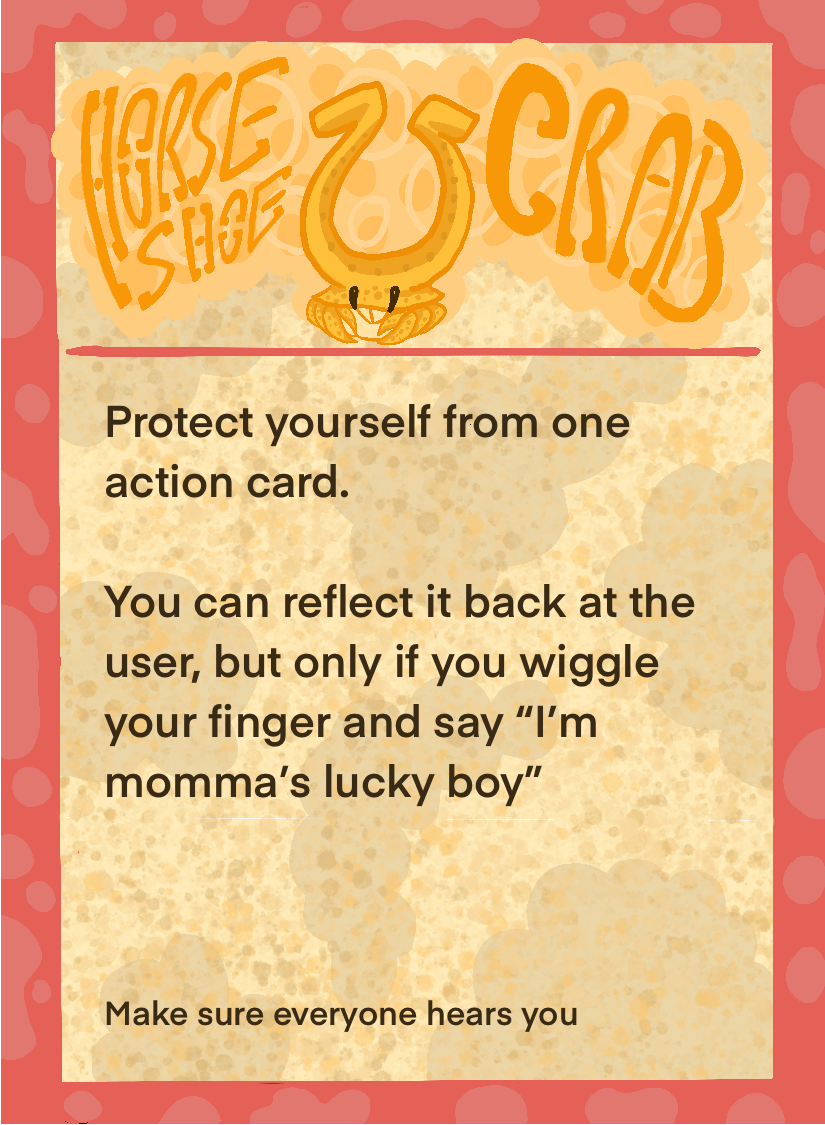 HORSE
SHOE
CRAB
Protect yourself from one
action card.
You can reflect it back at the
user, but only if you wiggle
your finger and say “I’m
momma’s lucky boy”
Make sure everyone hears you